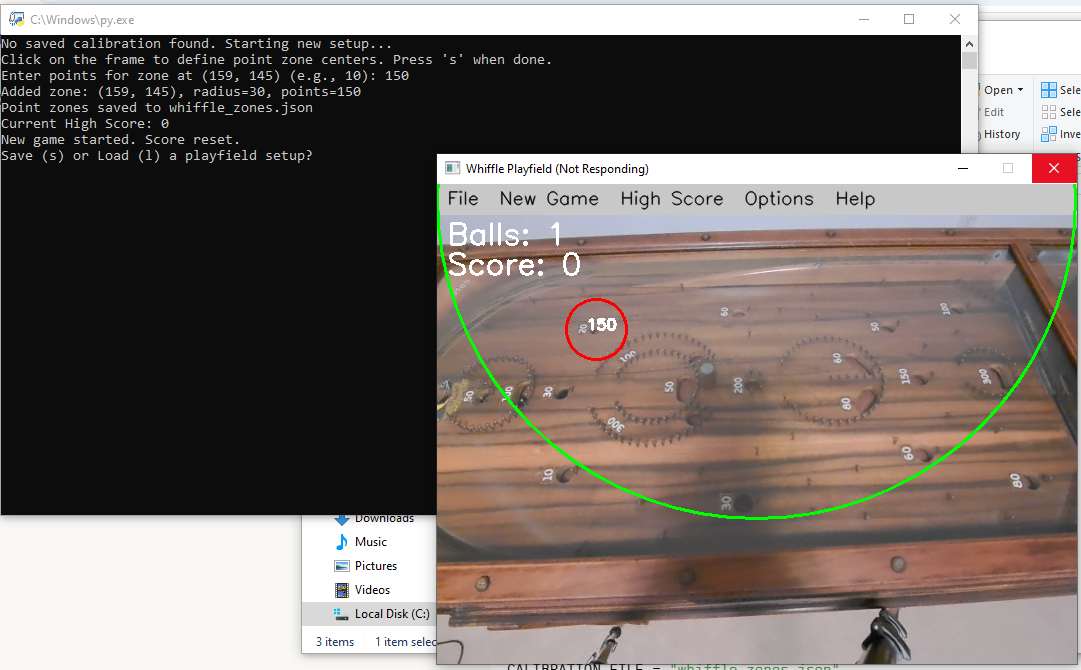 C:\Windows\py.exe
No saved calibration found. Starting new setup...
Click on the frame to define point zone centers. Press 's' when done.
Enter points for zone at (159, 145) (e.g., 10): 150
Added zone: (159, 145), radius=30, points=150
Point zones saved to whiffle_zones.json
Current High Score: 0
New game started. Score reset.
Save (s) or Load (l) a playfield setup?
Open
Edit
History
Sele
Sele
Inve
Whiffle Playfield (Not Responding)
File New Game High Score Options Help
Balls: 1
Score: 0
150
20
60
100
50
100
60
150
300
50
200
80
50
30
300
60
10
80
30
Downloads
Music
Pictures
Videos
Local Disk (C:)
3 items 1 item selec
CALIBRATION_FILE = "whiffle_zones.json"